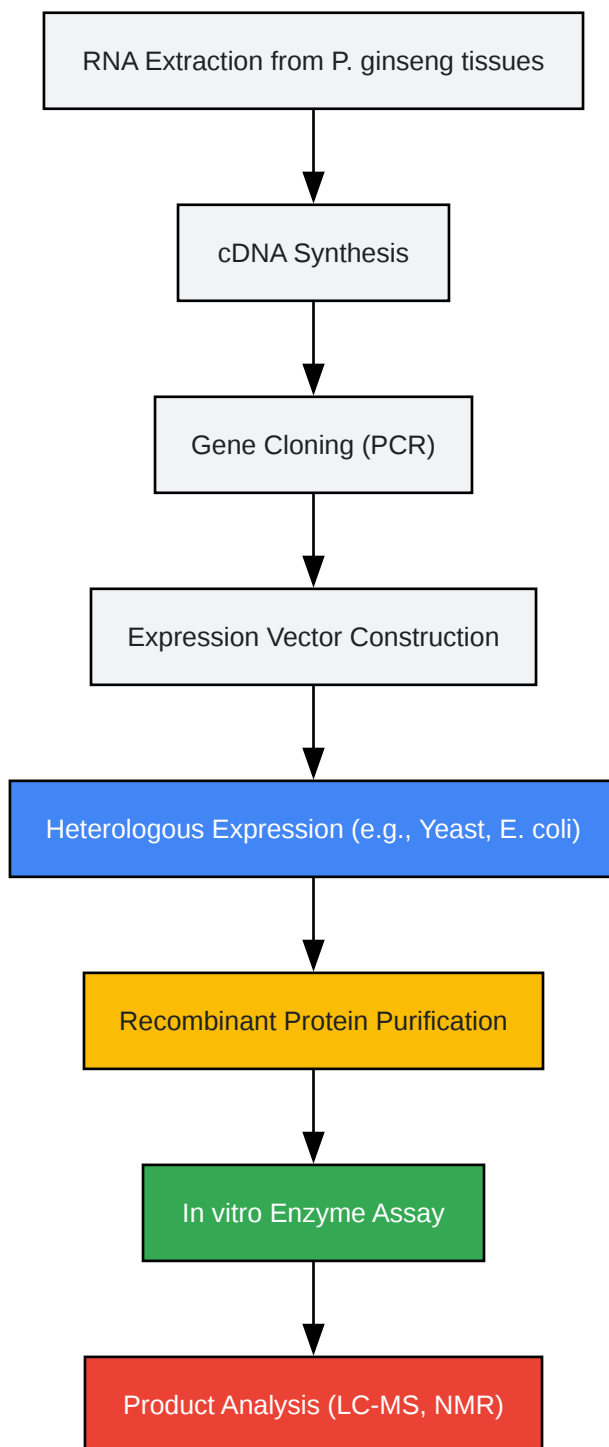 RNA Extraction from P. ginseng tissues
cDNA Synthesis
Gene Cloning (PCR)
Expression Vector Construction
Heterologous Expression (e.g., Yeast, E. coli)
Recombinant Protein Purification
In vitro Enzyme Assay
Product Analysis (LC-MS, NMR)